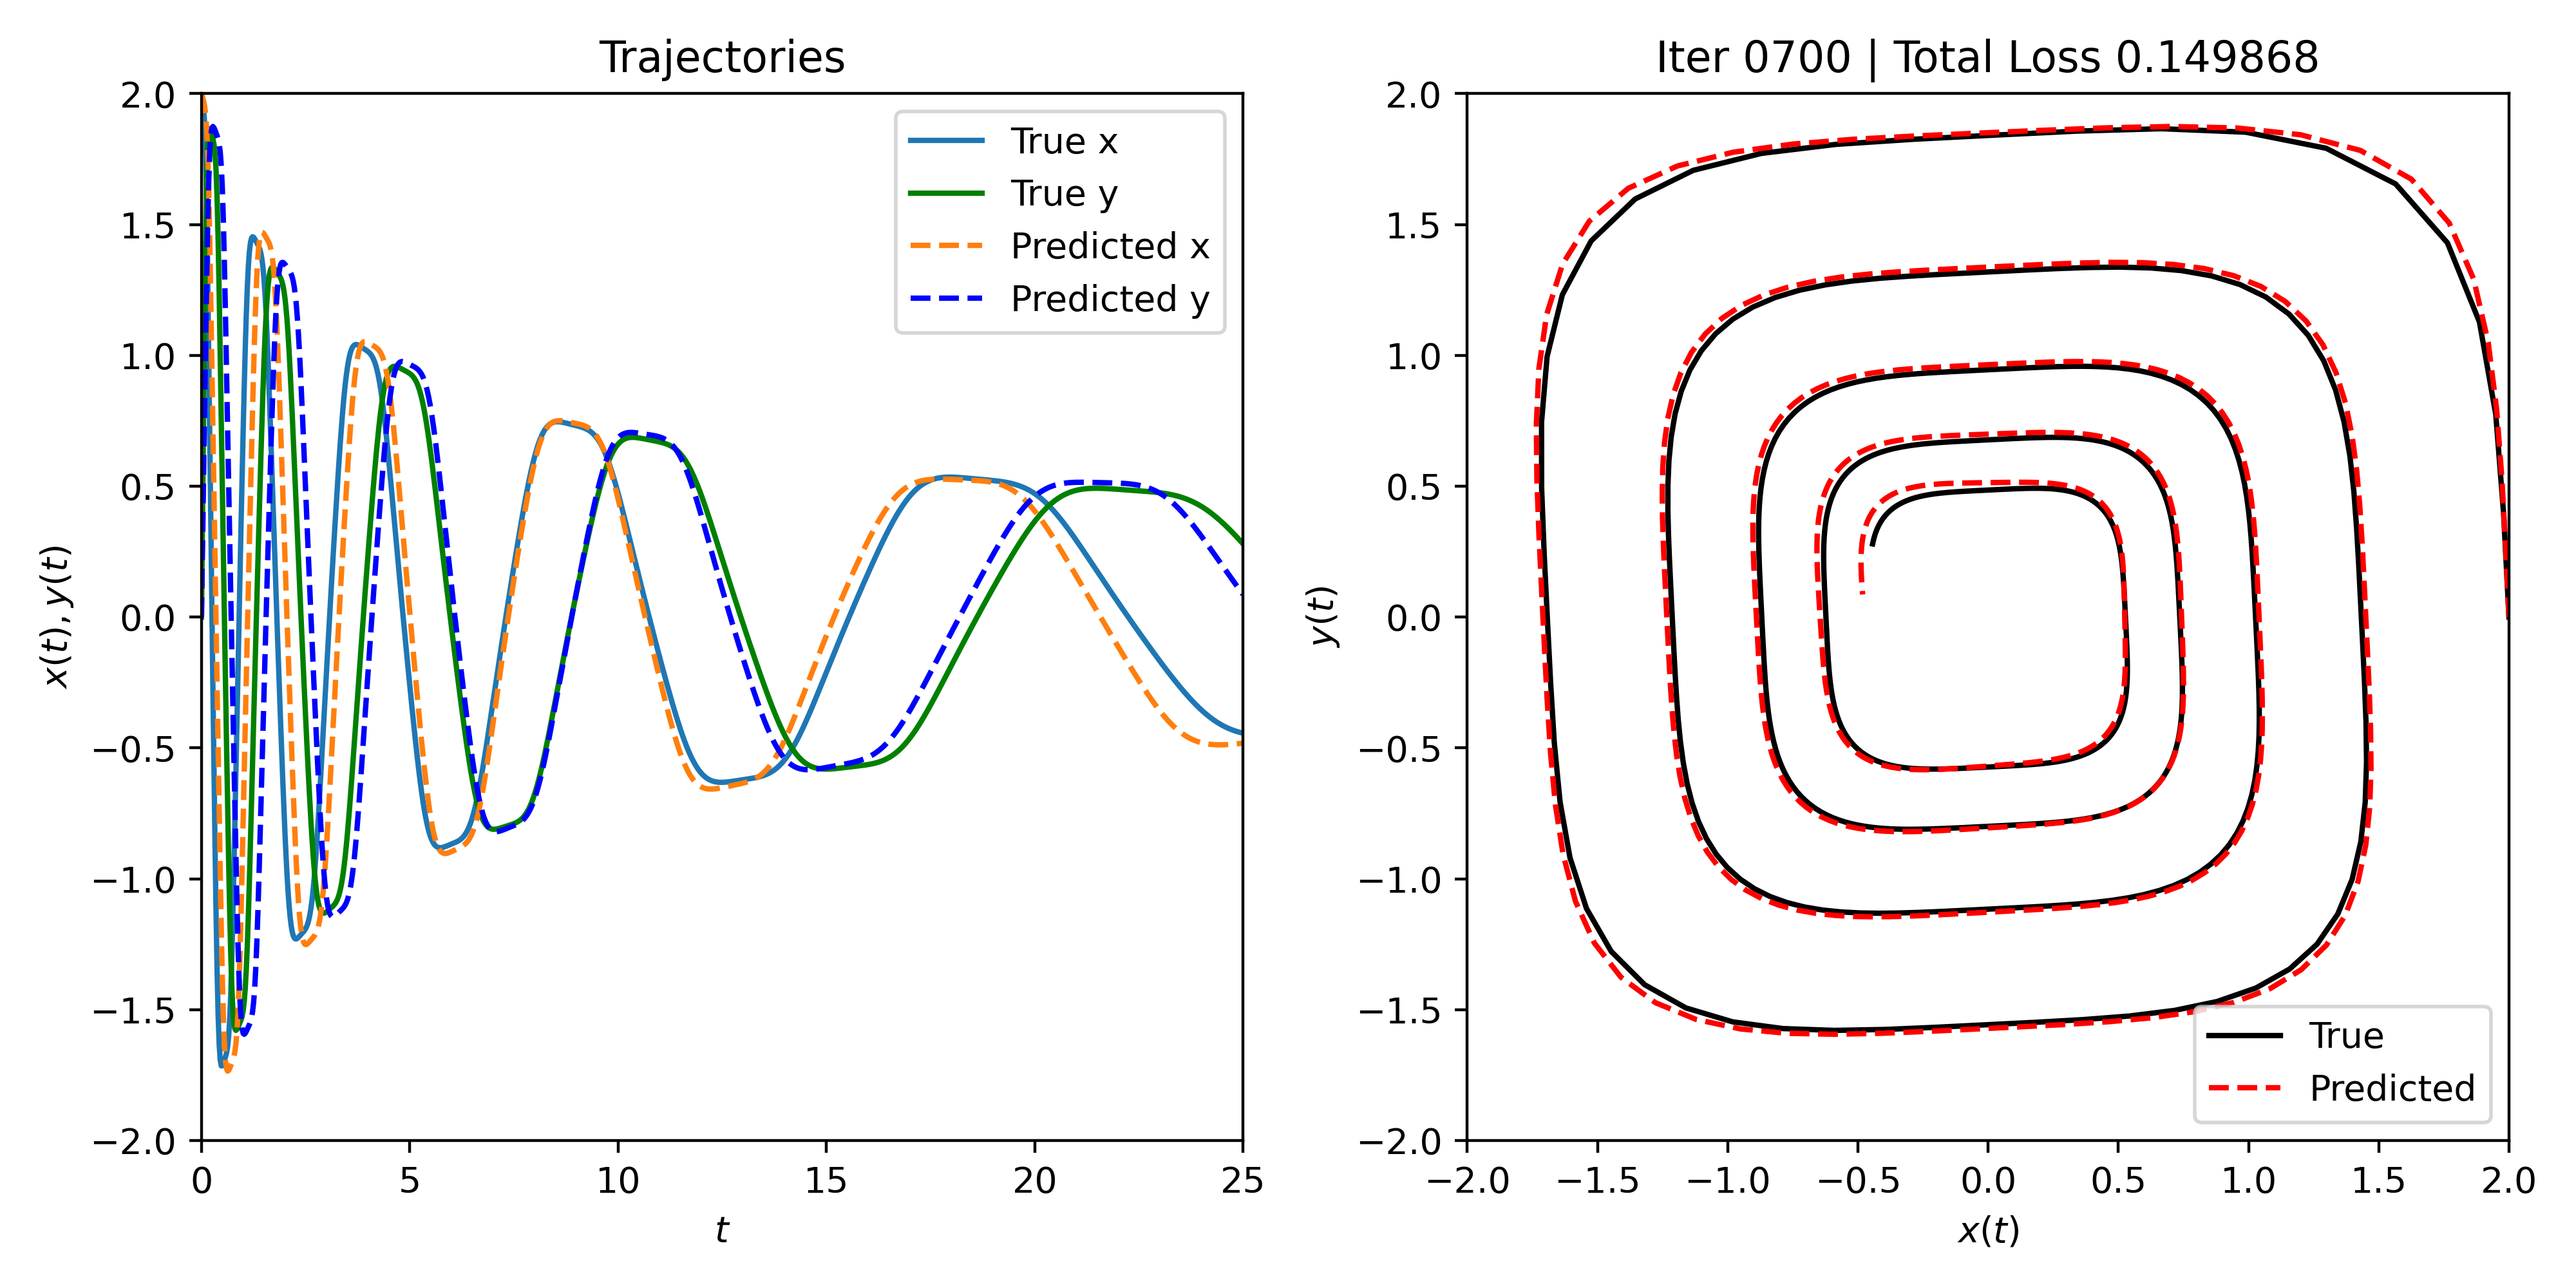 Trajectories
2.0
1.5
1.0
0.5
0.0
−0.5
−1.0
−1.5
−2.0
x(t), y(t)
0 5 10 15 20 25
t
True x
True y
Predicted x
Predicted y
Iter 0700 | Total Loss 0.149868
2.0
1.5
1.0
0.5
0.0
−0.5
−1.0
−1.5
−2.0
y(t)
−2.0 −1.5 −1.0 −0.5 0.0 0.5 1.0 1.5 2.0
x(t)
True
Predicted